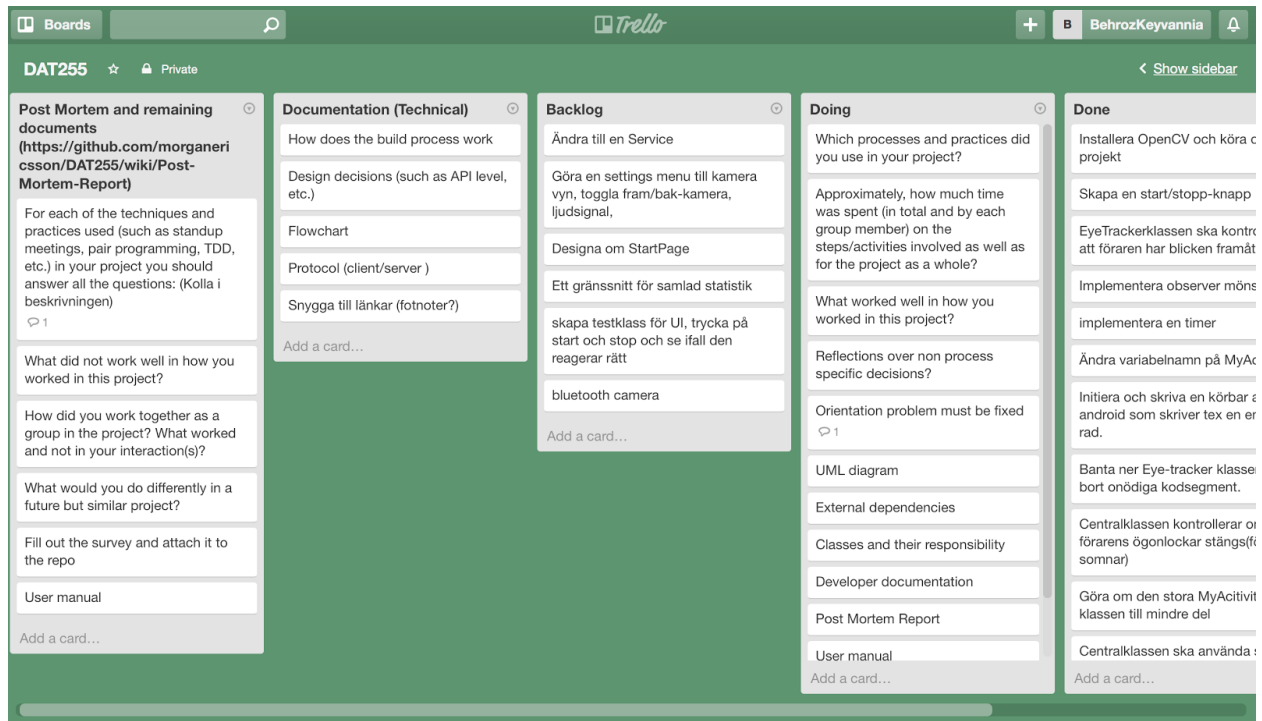 Boards
Trello
B BehrozKeyvannia
DAT255 Private
Show sidebar
Post Mortem and remaining
documents
(https://github.com/morganeri
csson/DAT255/wiki/Post-
Mortem-Report)
For each of the techniques and
practices used (such as standup
meetings, pair programming, TDD,
etc.) in your project you should
answer all the questions: (Kolla i
beskrivningen)
1
What did not work well in how you
worked in this project?
How did you work together as a
group in the project? What worked
and not in your interaction(s)?
What would you do differently in a
future but similar project?
Fill out the survey and attach it to
the repo
User manual
Add a card…
Documentation (Technical)
How does the build process work
Design decisions (such as API level,
etc.)
Flowchart
Protocol (client/server )
Snygga till länkar (fotnoter?)
Add a card…
Backlog
Ändra till en Service
Göra en settings menu till kamera
vyn, toggla fram/bak-kamera,
ljudsignal,
Designa om StartPage
Ett gränssnitt för samlad statistik
skapa testklass för UI, trycka på
start och stop och se ifall den
reagerar rätt
bluetooth camera
Add a card…
Doing
Which processes and practices did
you use in your project?
Approximately, how much time
was spent (in total and by each
group member) on the
steps/activities involved as well as
for the project as a whole?
What worked well in how you
worked in this project?
Reflections over non process
specific decisions?
Orientation problem must be fixed
1
UML diagram
External dependencies
Classes and their responsibility
Developer documentation
Post Mortem Report
User manual
Add a card…
Done
Installera OpenCV och köra
projekt
Skapa en start/stopp-knapp
EyeTrackerklassen ska
att föraren har blicken framåt
Implementera observer
implementera en timer
Ändra variabelnamn på
Initiera och skriva en körbar
android som skriver tex en
rad.
Banta ner Eye-tracker
bort onödiga kodsegment.
Centralklassen kontrollerar
förarens ögonlockar
somnar)
Göra om den stora
klassen till mindre del
Centralklassen ska använda
Add a card…